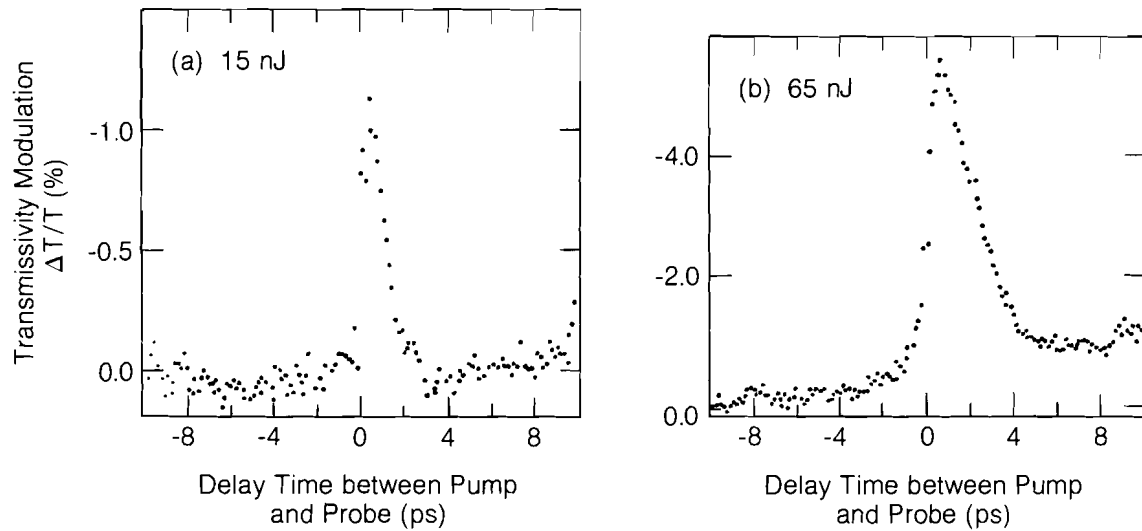 Transmissivity Modulation
ΔT/T (%)
(a) 15 nJ
-1.0
-0.5
0.0
-8 -4 0 4 8
Delay Time between Pump
and Probe (ps)
(b) 65 nJ
-4.0
-2.0
0.0
-8 -4 0 4 8
Delay Time between Pump
and Probe (ps)